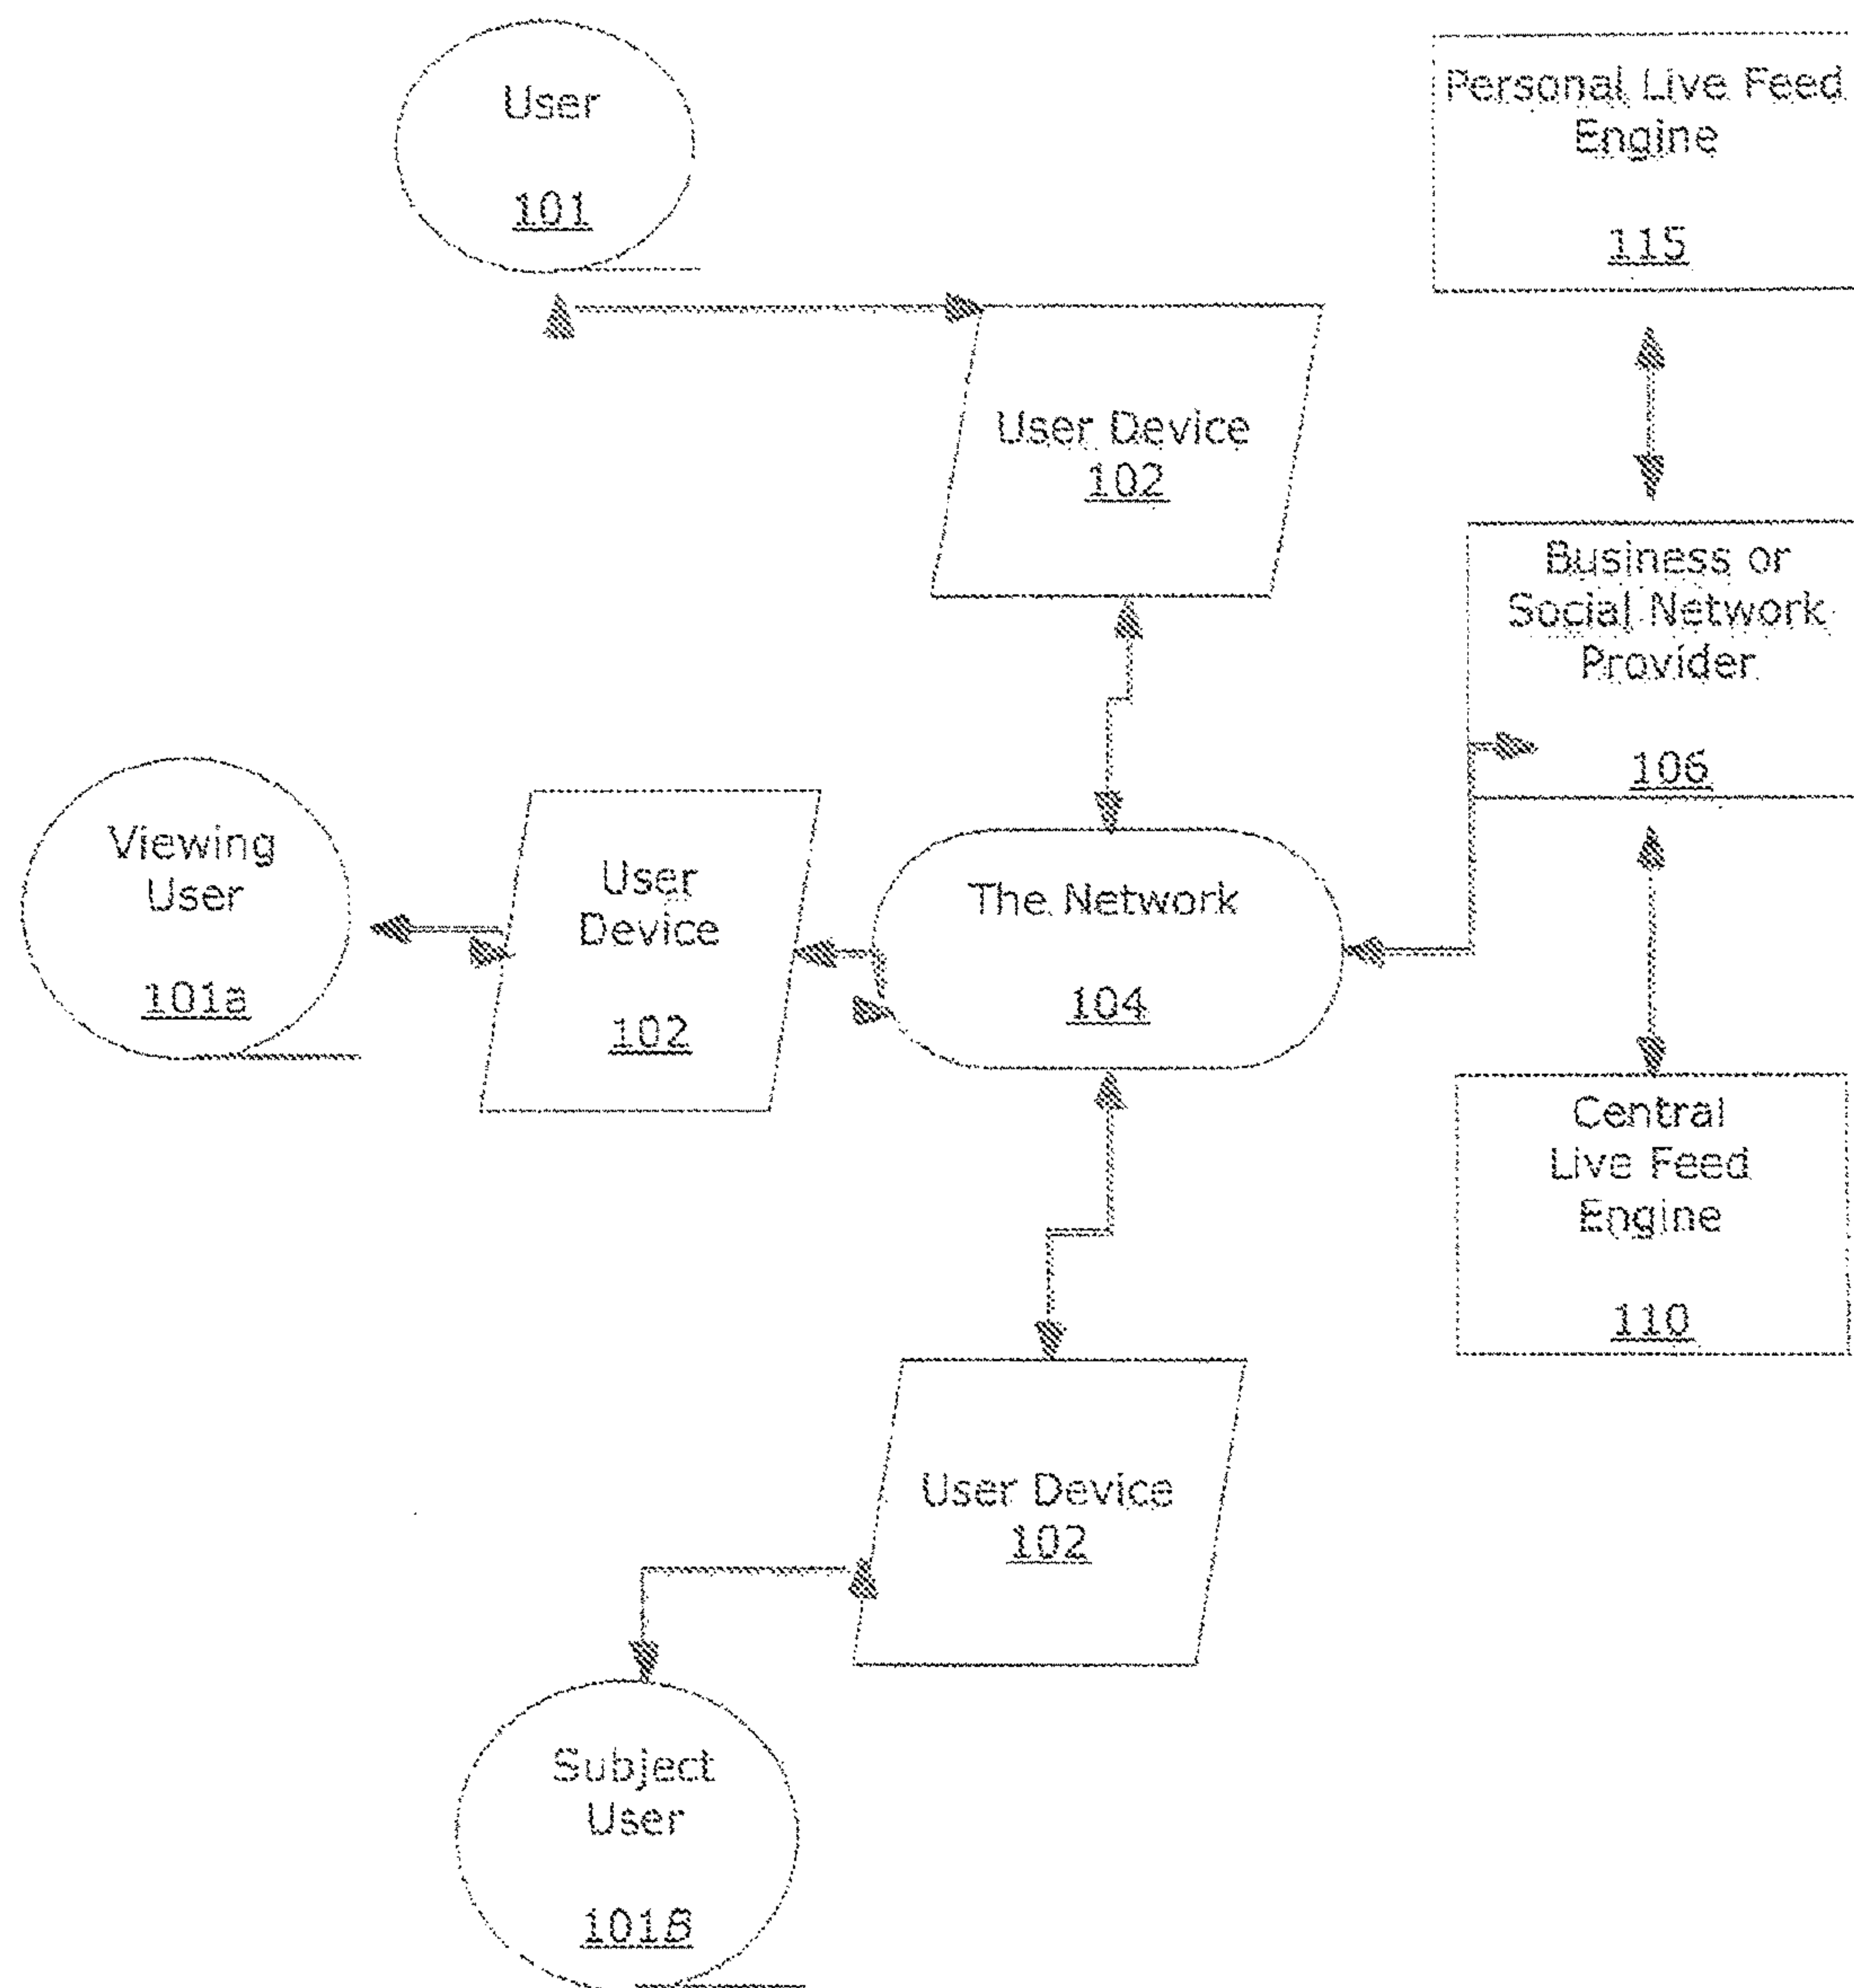 User
101
Personal Live Feed
Engine
115
User Device
102
Business or
Social Network
Provider
106
Viewing
User
101a
User
Device
102
The Network
104
Central
Live Feed
Engine
110
User Device
102
Subject
User
101B